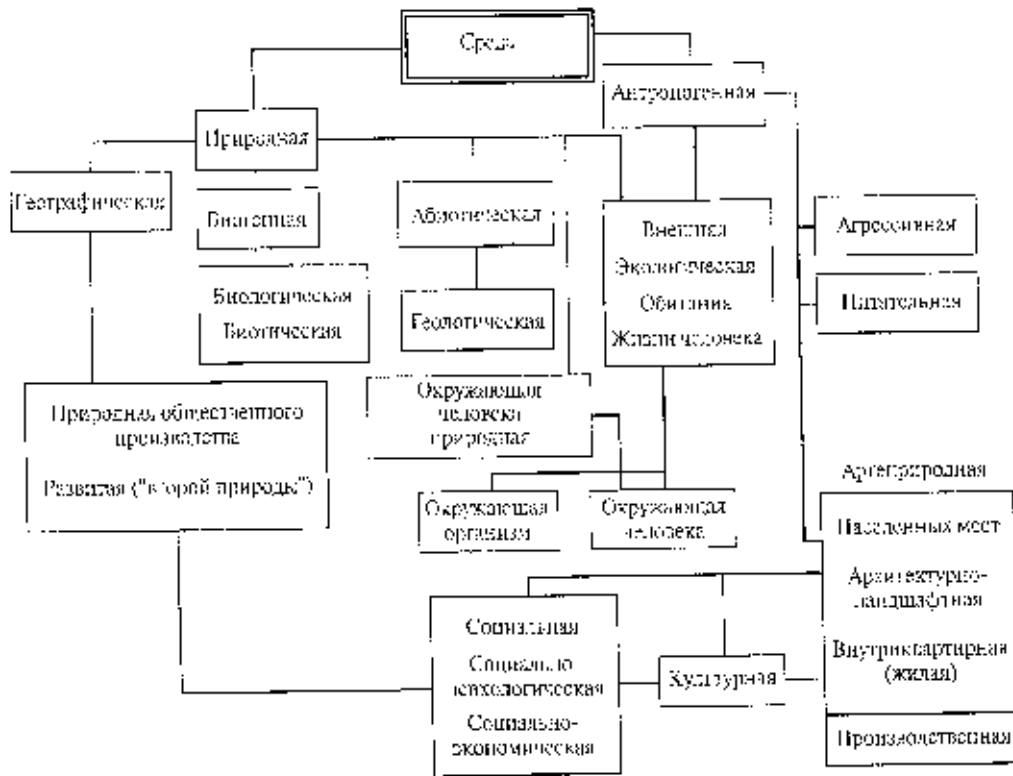 Среда
Антропогенная
Природная
Географическая
Биогенная
Абиотическая
Внешняя
Экологическая
Обитания
Жизни человека
Агрессивная
Питательная
Биологическая
Биотическая
Геологическая
Окружающая
человека
природная
Природная общественного
производства
Развитая ("второй природы")
Окружающая
организм
Окружающая
человека
Артеприродная
Населенных мест
Архитектурно-
ландшафтная
Внутриквартирная
(жилая)
Производственная
Социальная
Социально
психологическая
Социально-
экономическая
Культурная